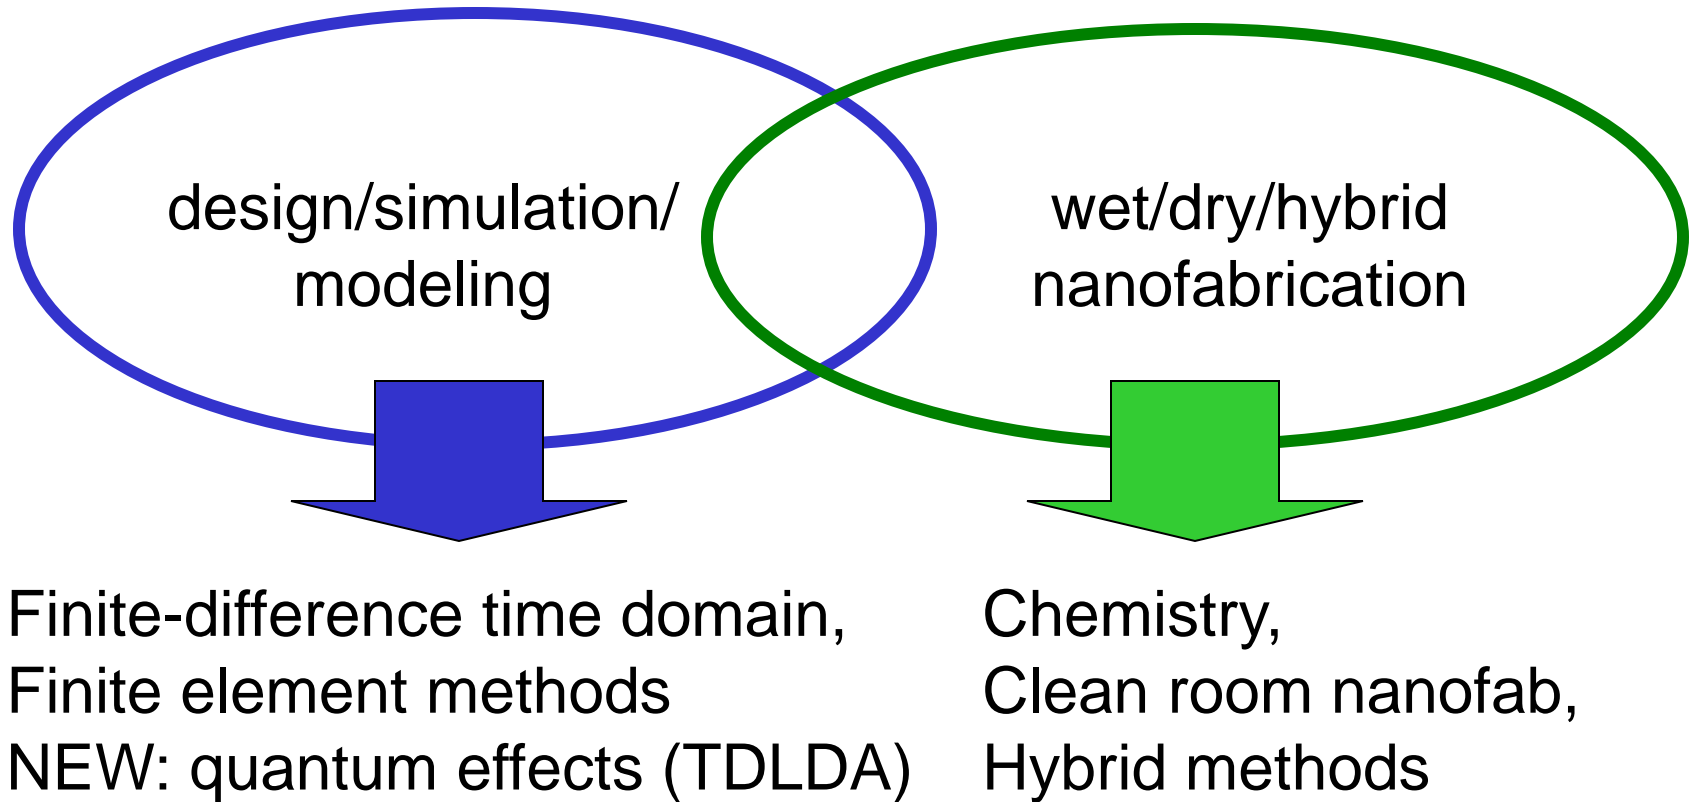 design/simulation/
modeling
wet/dry/hybrid
nanofabrication
Finite-difference time domain,
Finite element methods
NEW: quantum effects (TDLDA)
Chemistry,
Clean room nanofab,
Hybrid methods